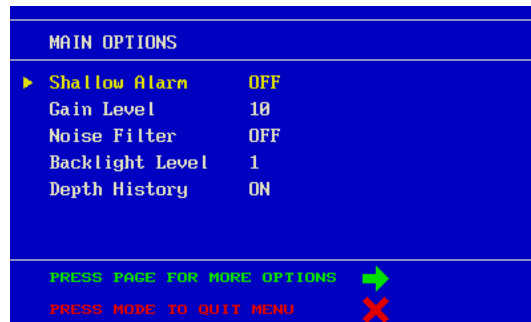 MAIN OPTIONS
Shallow Alarm OFF
Gain Level 10
Noise Filter OFF
Backlight Level 1
Depth History ON
PRESS PAGE FOR MORE OPTIONS
PRESS MODE TO QUIT MENU